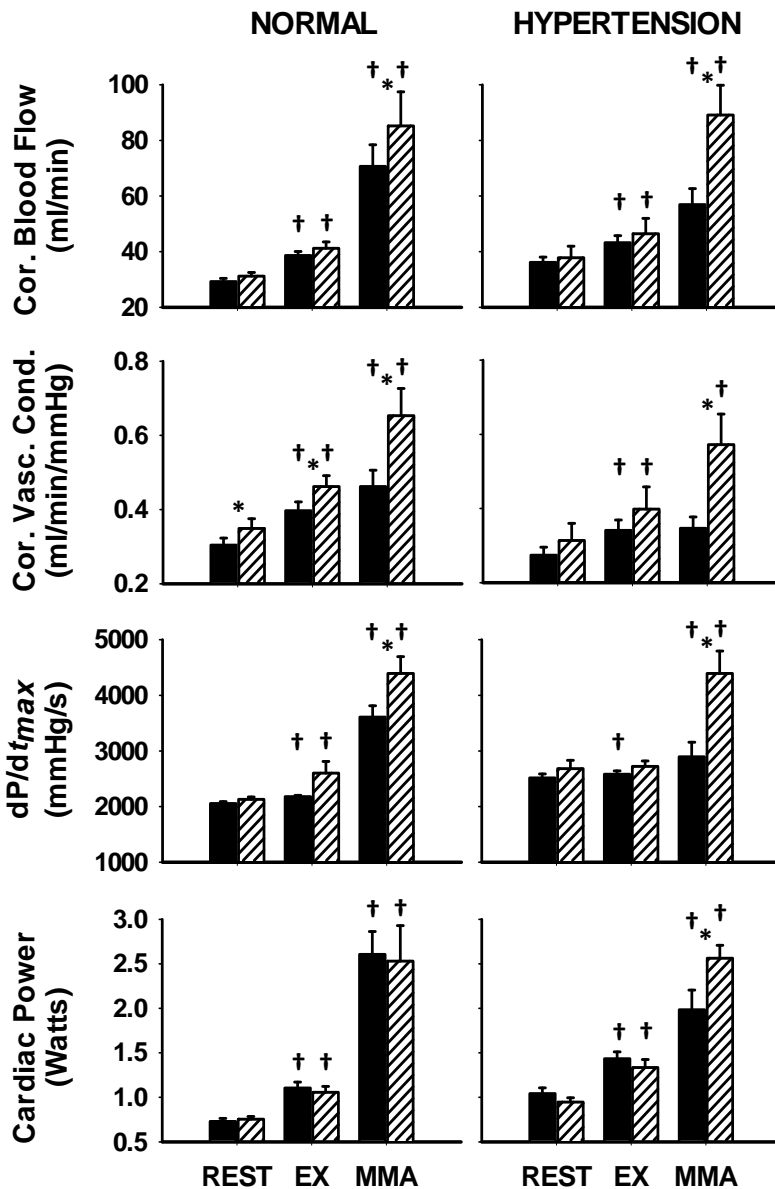 NORMAL HYPERTENSION
Cor. Blood Flow
(ml/min)
100
80
60
40
20
† † † * † † † † * †
Cor. Vasc. Cond.
(ml/min/mmHg)
0.8
0.6
0.4
0.2
* † * † † * † † † * †
dP/dtmax
(mmHg/s)
5000
4000
3000
2000
1000
† † † * † † † * †
Cardiac Power
(Watts)
3.0
2.5
2.0
1.5
1.0
0.5
† † † † † † † * †
REST EX MMA REST EX MMA